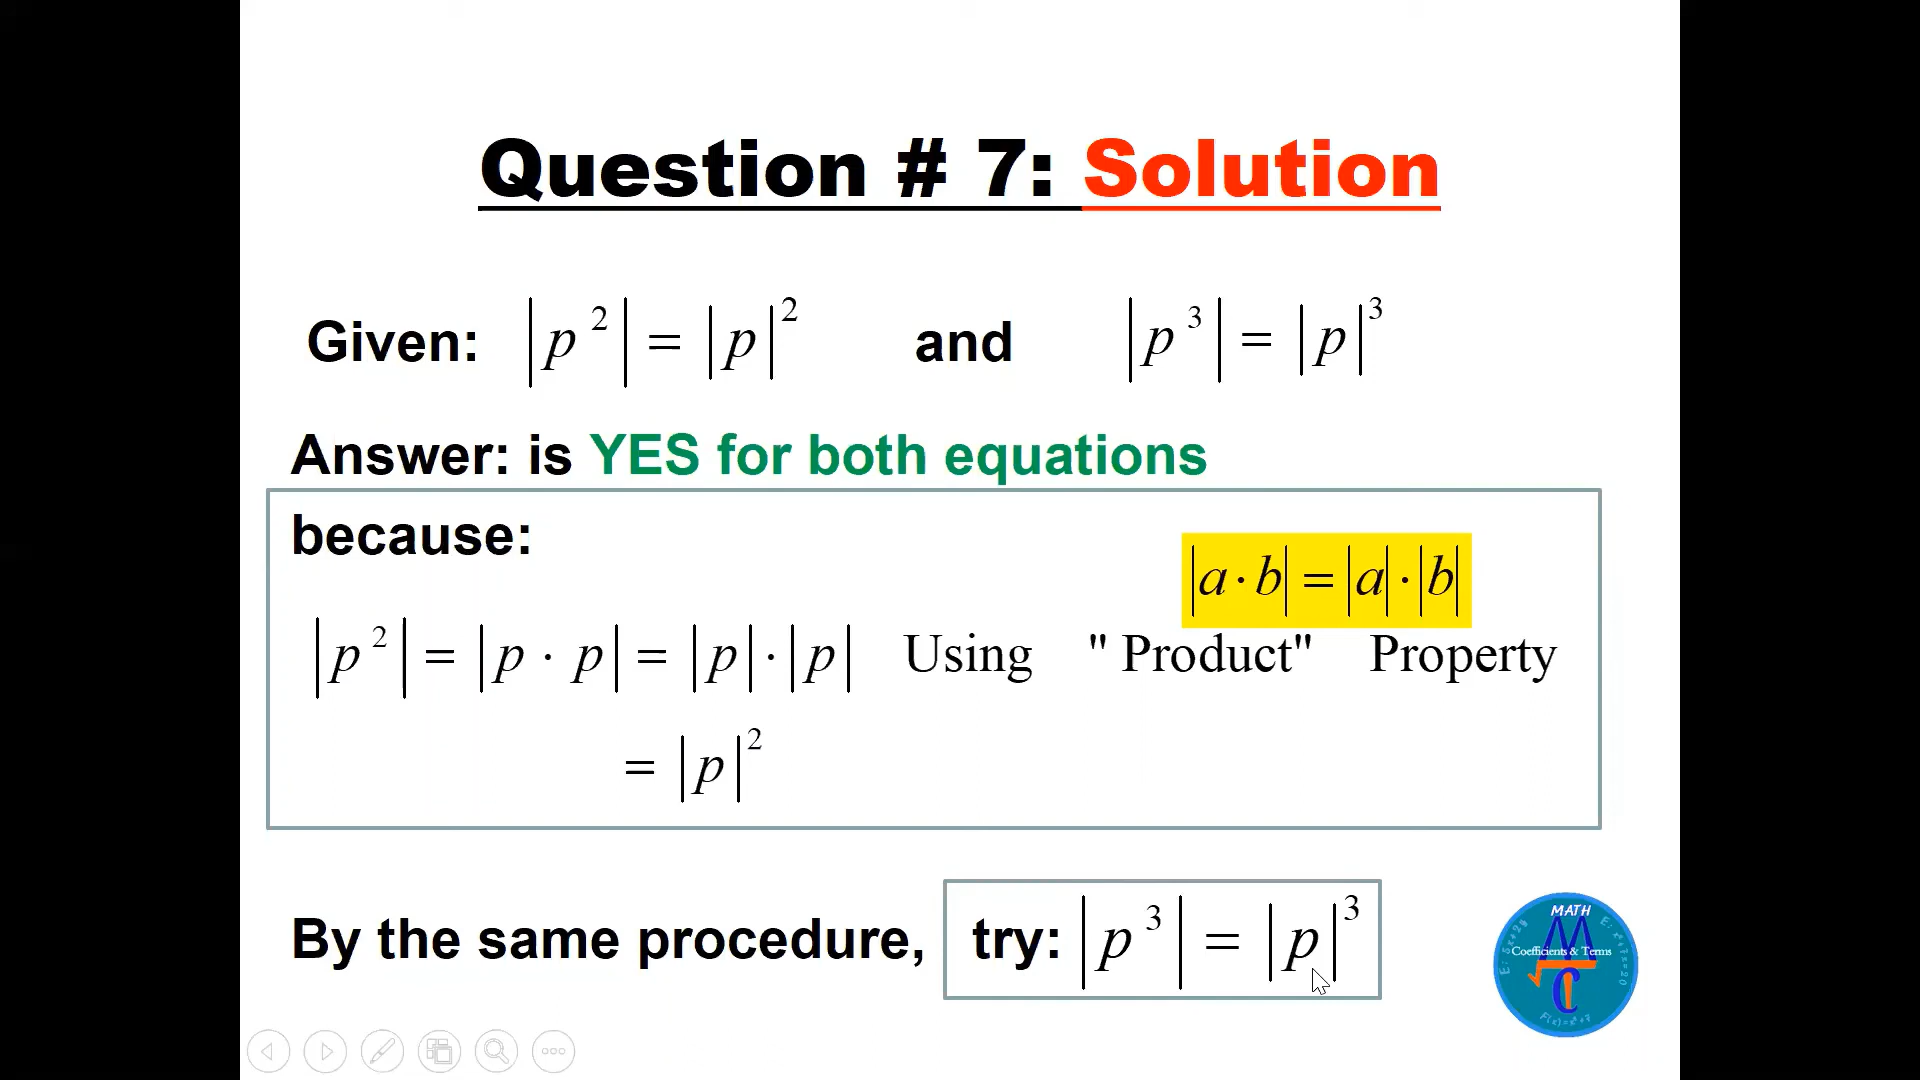 Question # 7: Solution
Given: |p²| = |p|² and |p³| = |p|³
Answer: is YES for both equations
because:
|a · b| = |a| · |b|
|p²| = |p · p| = |p| · |p| Using " Product" Property
= |p|²
By the same procedure, try: |p³| = |p|³
MATH
Coefficients & Terms